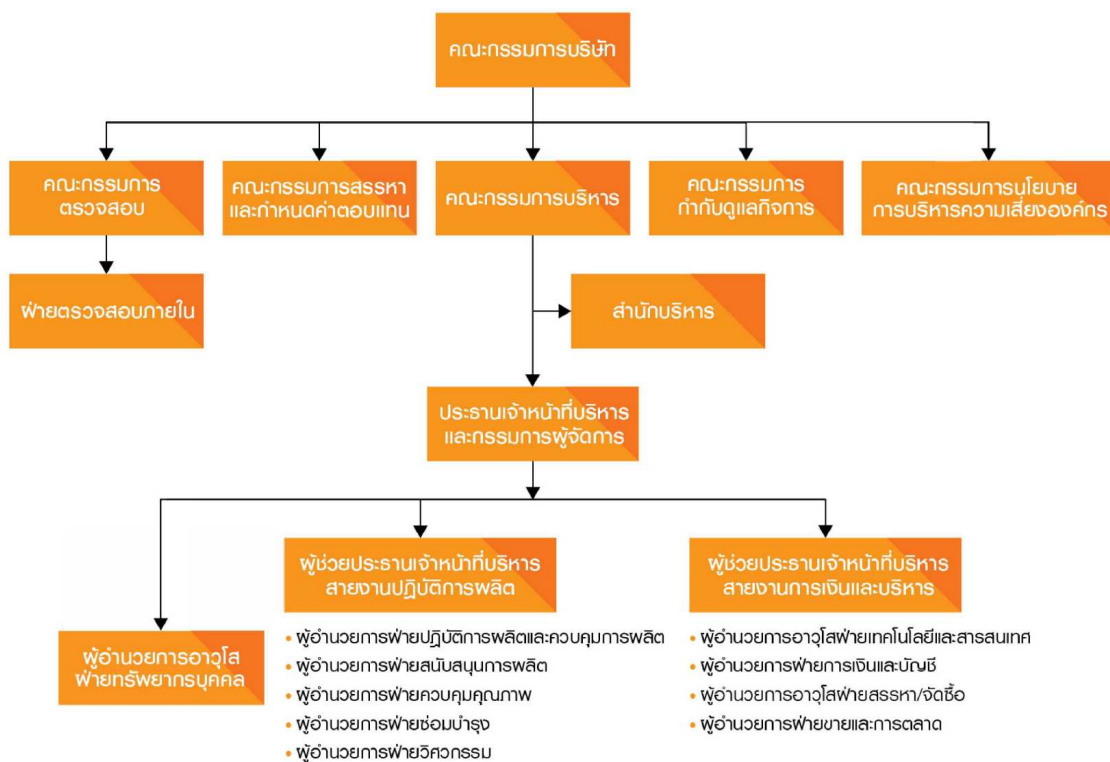 คณะกรรมการบริษัท
คณะกรรมการ
ตรวจสอบ
คณะกรรมการสรรหา
และกำหนดค่าตอบแทน
คณะกรรมการบริหาร
คณะกรรมการ
กำกับดูแลกิจการ
คณะกรรมการนโยบาย
การบริหารความเสี่ยงองค์กร
ฝ่ายตรวจสอบภายใน
สำนักบริหาร
ประธานเจ้าหน้าที่บริหาร
และกรรมการผู้จัดการ
ผู้อำนวยการอาวุโส
ฝ่ายทรัพยากรบุคคล
ผู้ช่วยประธานเจ้าหน้าที่บริหาร
สายงานปฏิบัติการผลิต
• ผู้อำนวยการฝ่ายปฏิบัติการผลิตและควบคุมการผลิต
• ผู้อำนวยการฝ่ายสนับสนุนการผลิต
• ผู้อำนวยการฝ่ายควบคุมคุณภาพ
• ผู้อำนวยการฝ่ายซ่อมบำรุง
• ผู้อำนวยการฝ่ายวิศวกรรม
ผู้ช่วยประธานเจ้าหน้าที่บริหาร
สายงานการเงินและบริหาร
• ผู้อำนวยการอาวุโสฝ่ายเทคโนโลยีและสารสนเทศ
• ผู้อำนวยการฝ่ายการเงินและบัญชี
• ผู้อำนวยการอาวุโสฝ่ายสรรหา/จัดซื้อ
• ผู้อำนวยการฝ่ายขายและการตลาด